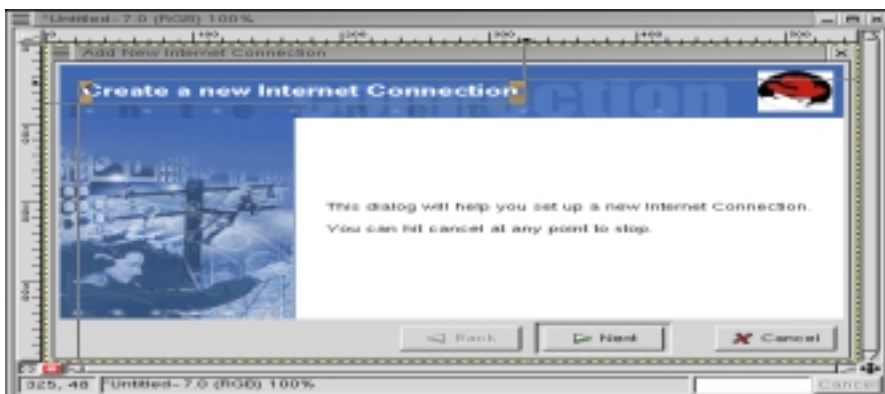 *Untitled-7.0 (RGB) 100%
Add New Internet Connection
Create a new Internet Connection
This dialog will help you set up a new Internet Connection.
You can hit cancel at any point to stop.
Back
Next
Cancel
325, 48
*Untitled-7.0 (RGB) 100%
Cancel